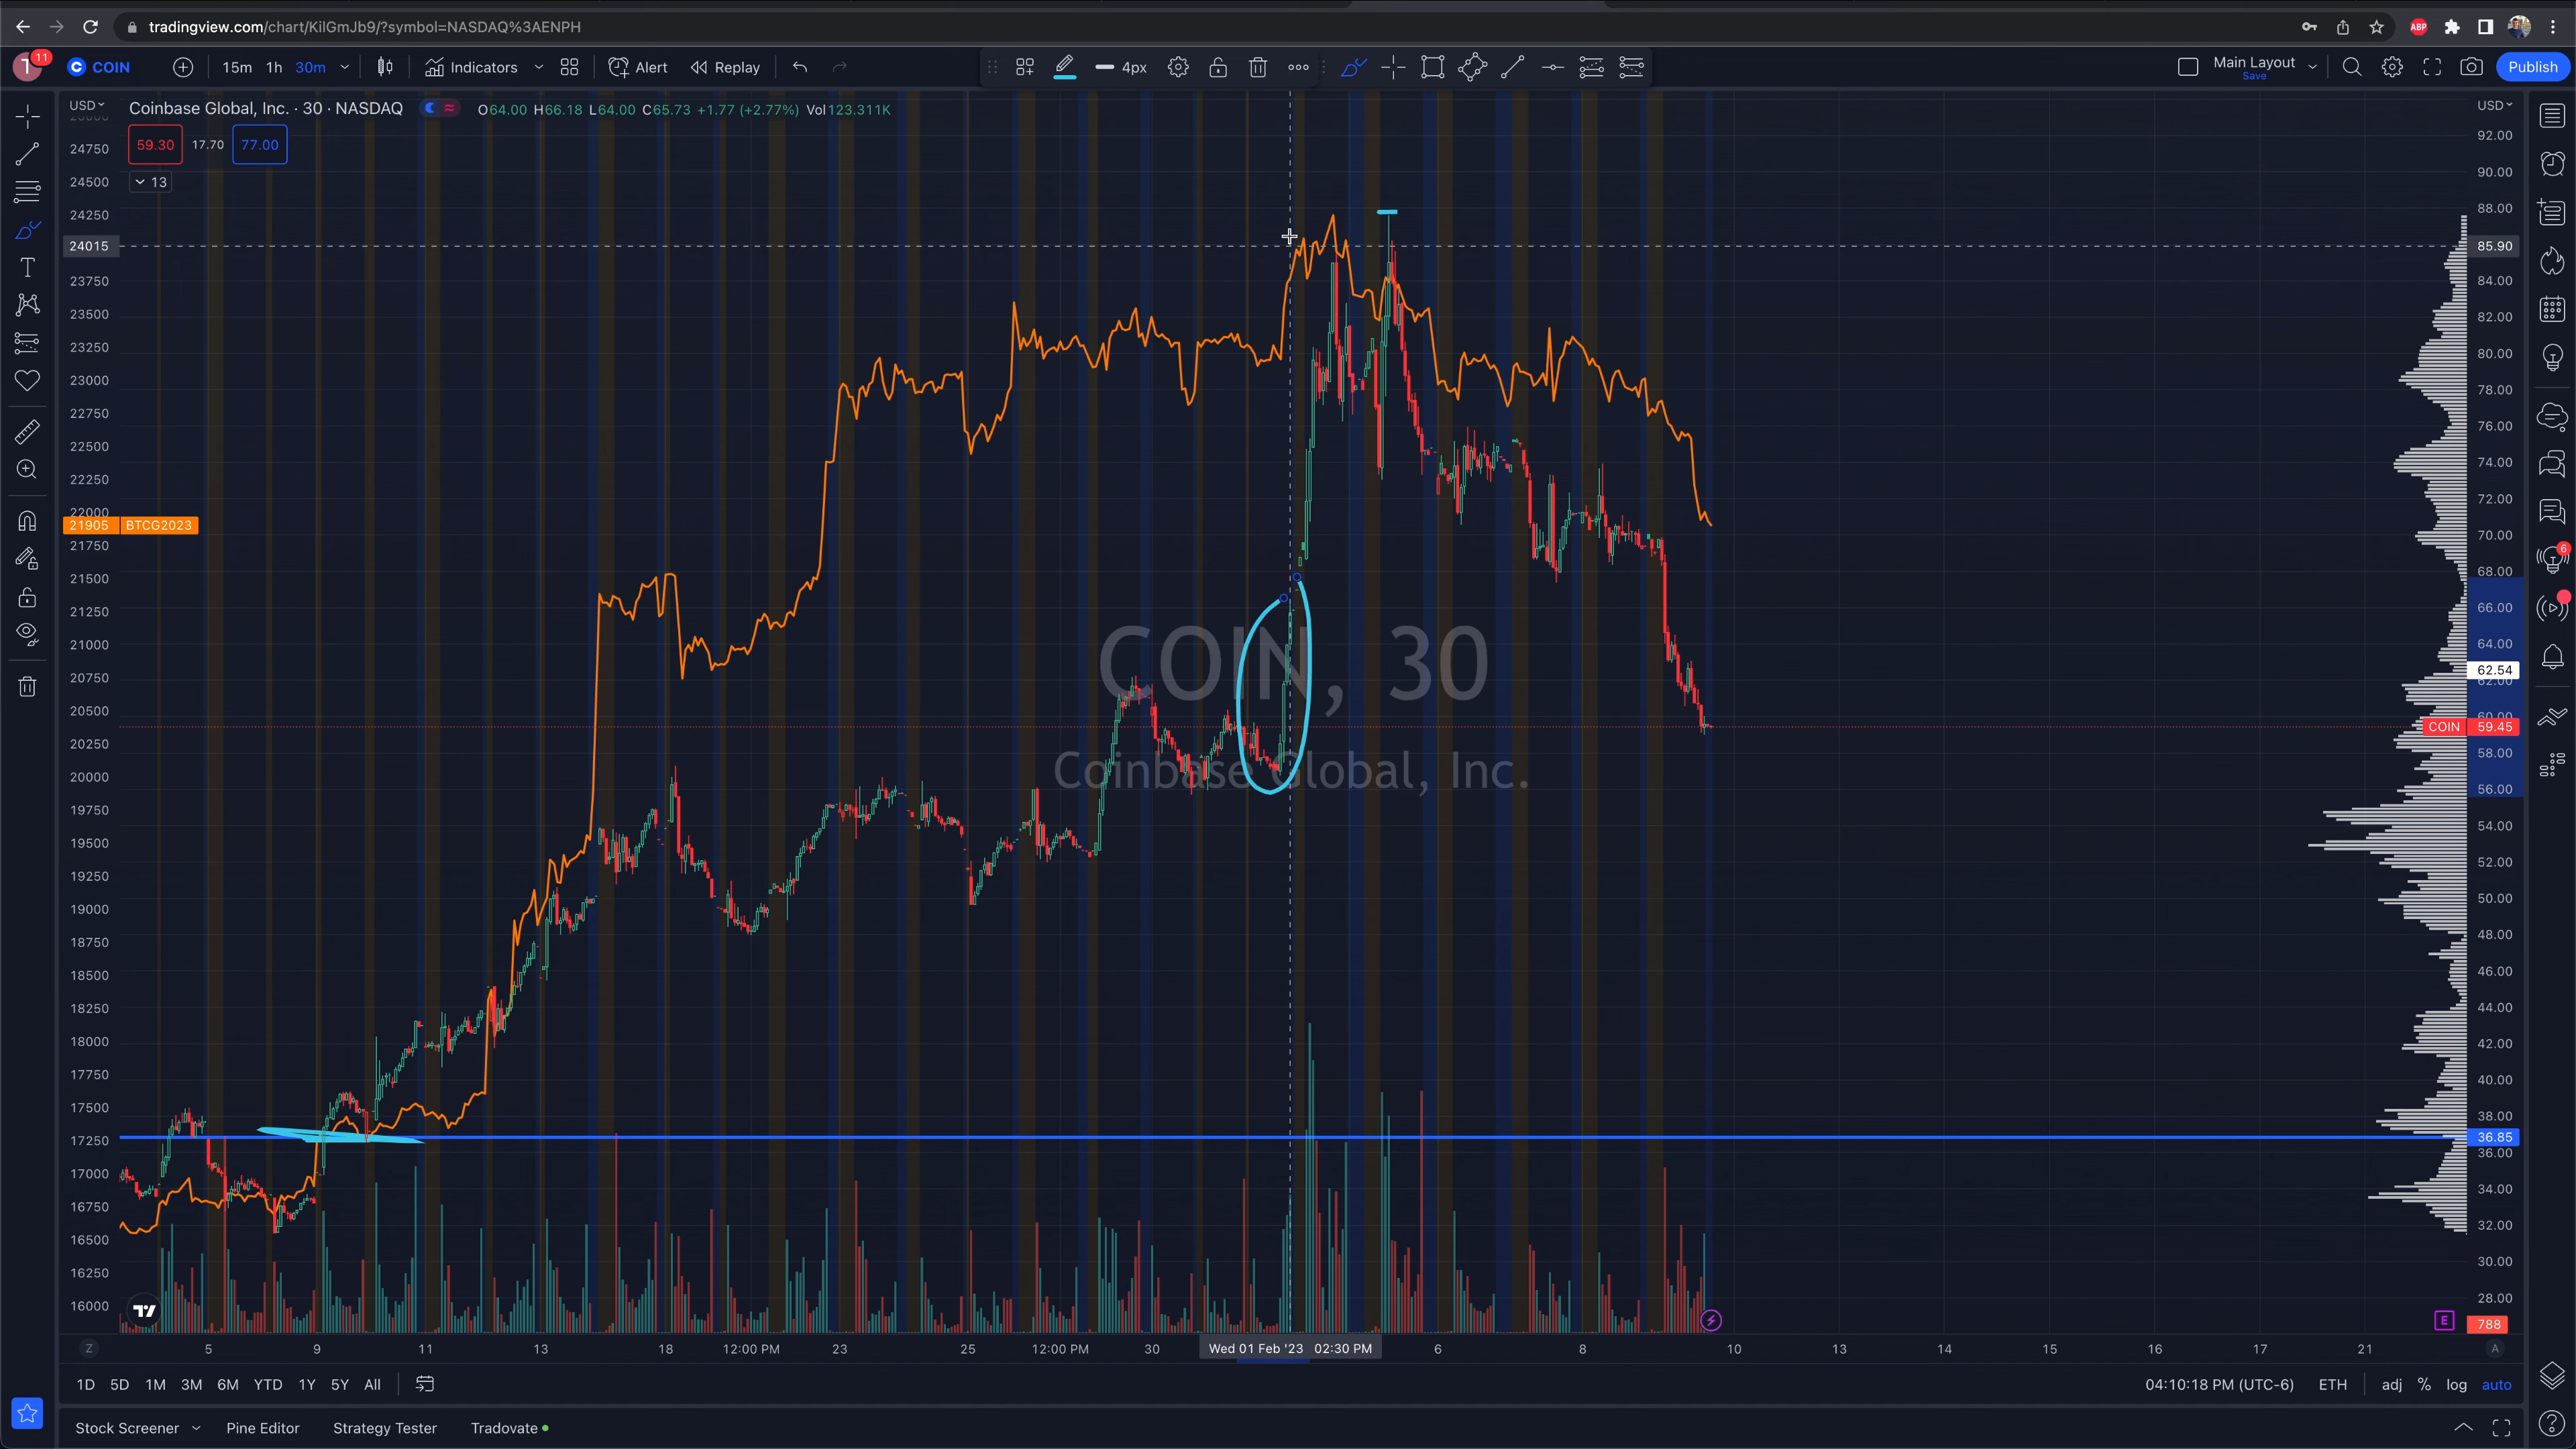 tradingview.com/chart/KilGmJb9/?symbol=NASDAQ%3AENPH
ABP
11
T
COIN
15m 1h 30m
Indicators
Alert
Replay
4px
Main Layout
Save
Publish
USD
Coinbase Global, Inc. · 30 · NASDAQ
O64.00 H66.18 L64.00 C65.73 +1.77 (+2.77%) Vol123.311K
USD
59.30 17.70 77.00
13
24750
24500
24250
24015
23750
23500
23250
23000
22750
22500
22250
22000
21905 BTCG2023
21750
21500
21250
21000
20750
20500
20250
20000
19750
19500
19250
19000
18750
18500
18250
18000
17750
17500
17250
17000
16750
16500
16250
16000
COIN, 30
Coinbase Global, Inc.
92.00
90.00
88.00
85.90
84.00
82.00
80.00
78.00
76.00
74.00
72.00
70.00
68.00
66.00
64.00
62.54
62.00
60.00
COIN 59.45
58.00
56.00
54.00
52.00
50.00
48.00
46.00
44.00
42.00
40.00
38.00
36.85
36.00
34.00
32.00
30.00
28.00
788
E
6
Z 5 9 11 13 18 12:00 PM 23 25 12:00 PM 30 Wed 01 Feb '23 02:30 PM 6 8 10 13 14 15 16 17 21 A
1D 5D 1M 3M 6M YTD 1Y 5Y All
04:10:18 PM (UTC-6) ETH adj % log auto
Stock Screener Pine Editor Strategy Tester Tradovate